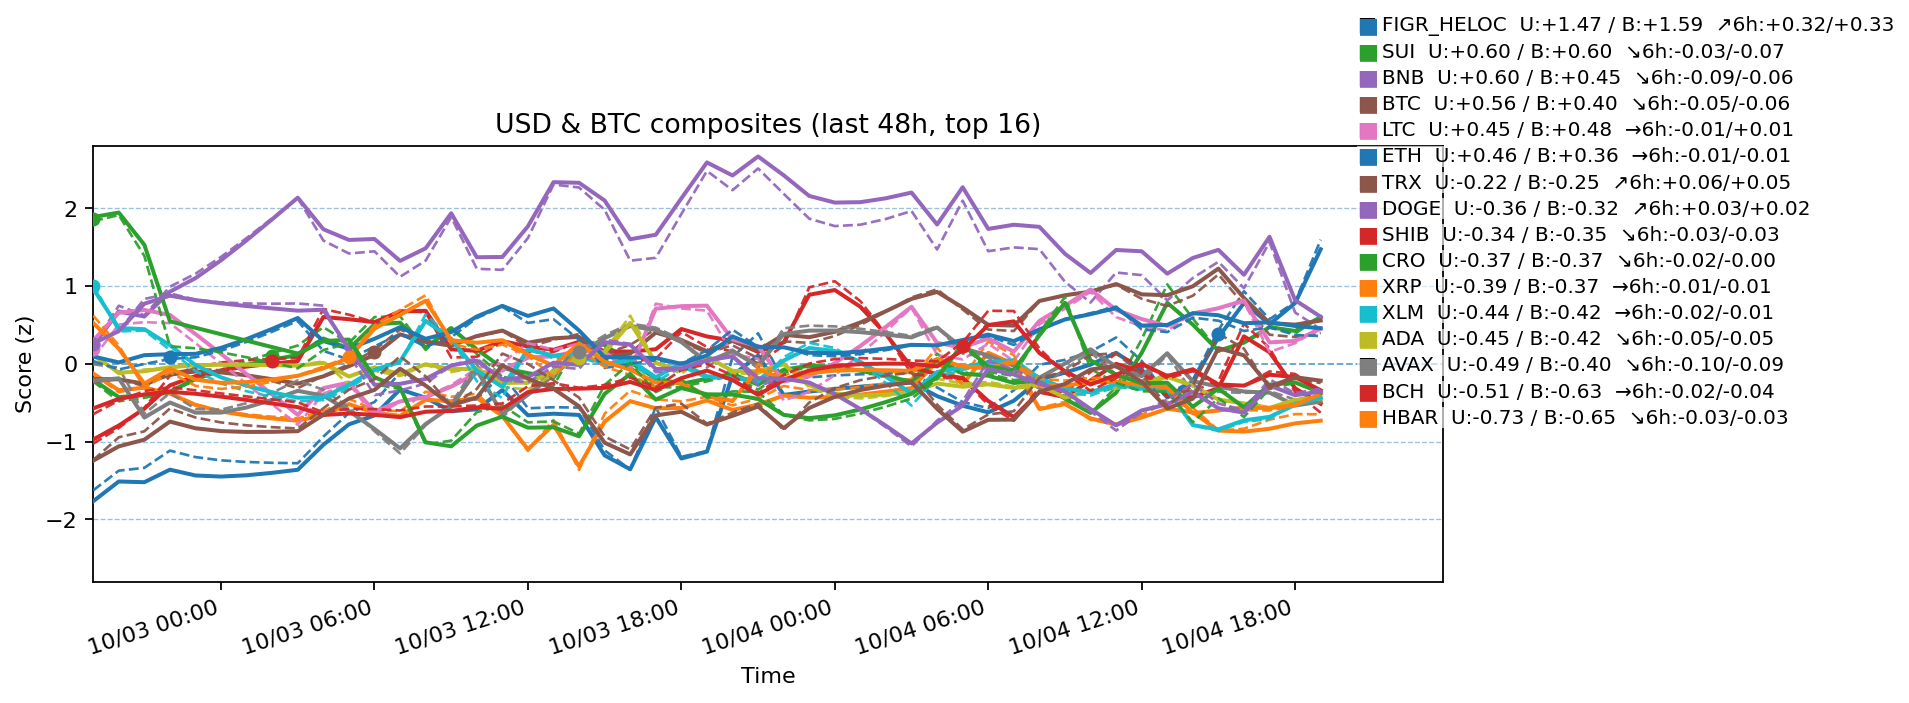 FIGR_HELOC U:+1.47 / B:+1.59 ↗6h:+0.32/+0.33
SUI U:+0.60 / B:+0.60 ↘6h:-0.03/-0.07
BNB U:+0.60 / B:+0.45 ↘6h:-0.09/-0.06
BTC U:+0.56 / B:+0.40 ↘6h:-0.05/-0.06
LTC U:+0.45 / B:+0.48 →6h:-0.01/+0.01
ETH U:+0.46 / B:+0.36 →6h:-0.01/-0.01
TRX U:-0.22 / B:-0.25 ↗6h:+0.06/+0.05
DOGE U:-0.36 / B:-0.32 ↗6h:+0.03/+0.02
SHIB U:-0.34 / B:-0.35 ↘6h:-0.03/-0.03
CRO U:-0.37 / B:-0.37 ↘6h:-0.02/-0.00
XRP U:-0.39 / B:-0.37 →6h:-0.01/-0.01
XLM U:-0.44 / B:-0.42 →6h:-0.02/-0.01
ADA U:-0.45 / B:-0.42 ↘6h:-0.05/-0.05
AVAX U:-0.49 / B:-0.40 ↘6h:-0.10/-0.09
BCH U:-0.51 / B:-0.63 →6h:-0.02/-0.04
HBAR U:-0.73 / B:-0.65 ↘6h:-0.03/-0.03
USD & BTC composites (last 48h, top 16)
Score (z)
2
1
0
−1
−2
10/03 00:00
10/03 06:00
10/03 12:00
10/03 18:00
10/04 00:00
10/04 06:00
10/04 12:00
10/04 18:00
Time